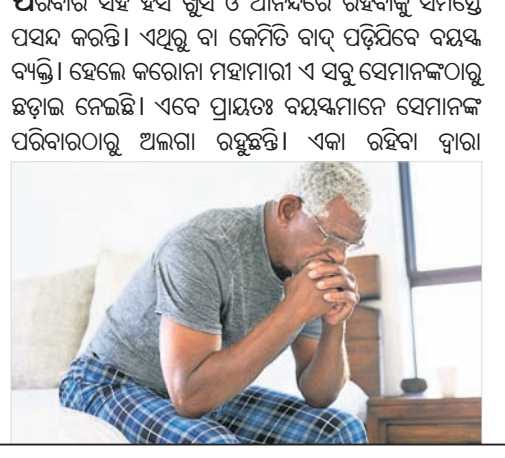 ପରିବାର ସହ ହସ ଖୁସି ଓ ଆନନ୍ଦରେ ରହିବାକୁ ସମସ୍ତେ
ପସନ୍ଦ କରନ୍ତି। ଏଥିରୁ ବା କେମିତି ବାଦ୍ ପଡ଼ିଯିବେ ବୟସ୍କ
ବ୍ୟକ୍ତି। ହେଲେ କରୋନା ମହାମାରୀ ଏ ସବୁ ସେମାନଙ୍କଠାରୁ
ଛଡ଼ାଇ ନେଇଛି। ଏବେ ପ୍ରାୟତଃ ବୟସ୍କମାନେ ସେମାନଙ୍କ
ପରିବାରଠାରୁ ଅଲଗା ରହୁଛନ୍ତି। ଏକା ରହିବା ଦ୍ୱାରା